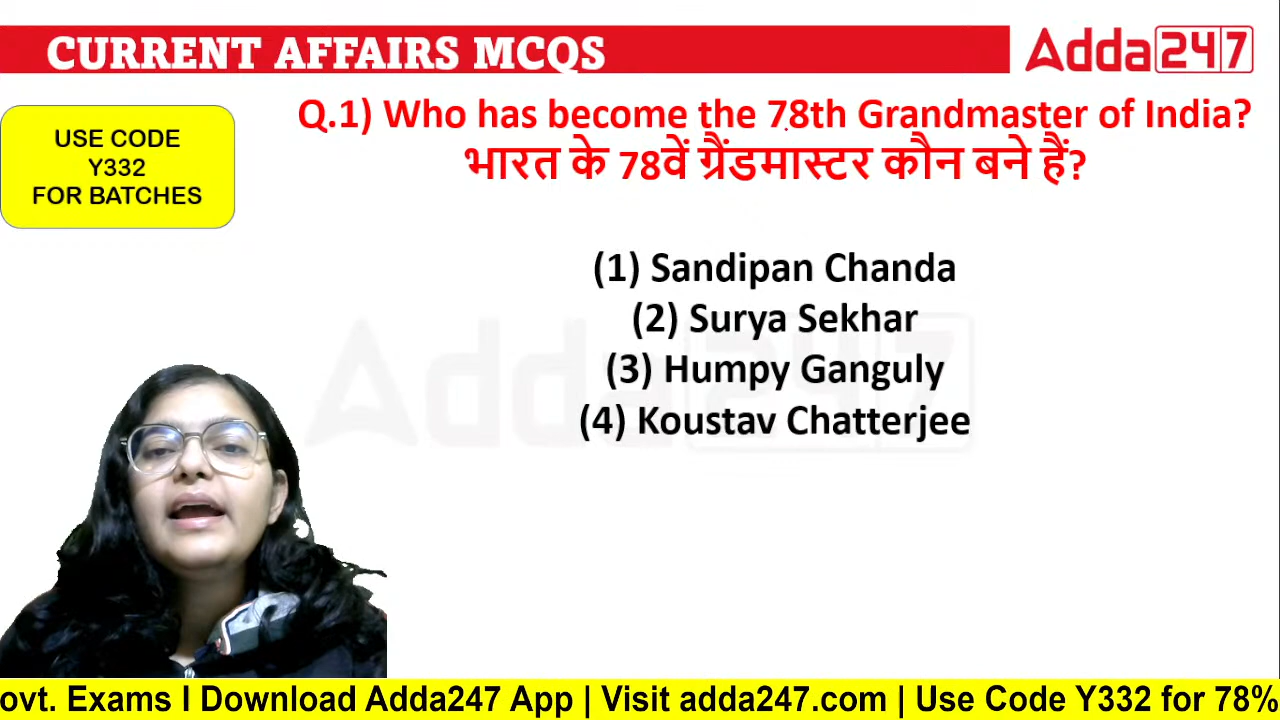 CURRENT AFFAIRS MCQS
Adda247
USE CODE
Y332
FOR BATCHES
Q.1) Who has become the 78th Grandmaster of India?
भारत के 78वें ग्रैंडमास्टर कौन बने हैं?
(1) Sandipan Chanda
(2) Surya Sekhar
(3) Humpy Ganguly
(4) Koustav Chatterjee
Adda247
ovt. Exams I Download Adda247 App | Visit adda247.com | Use Code Y332 for 78%